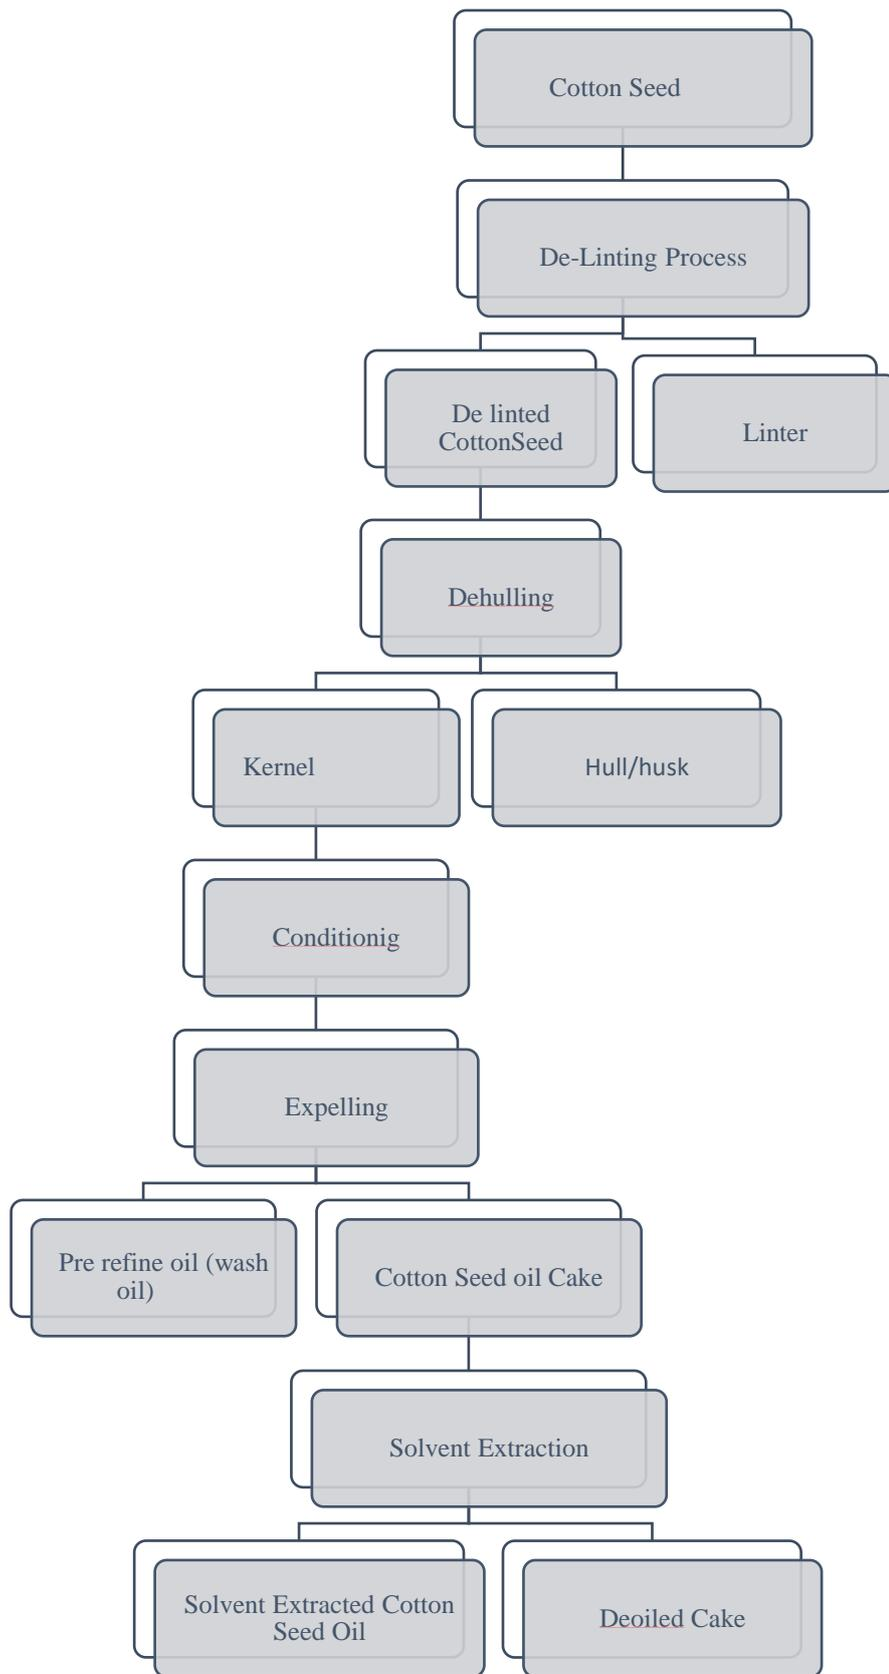 Cotton Seed
De-Linting Process
De linted
CottonSeed
Linter
Dehulling
Kernel
Hull/husk
Conditionig
Expelling
Pre refine oil (wash
oil)
Cotton Seed oil Cake
Solvent Extraction
Solvent Extracted Cotton
Seed Oil
Deoiled Cake